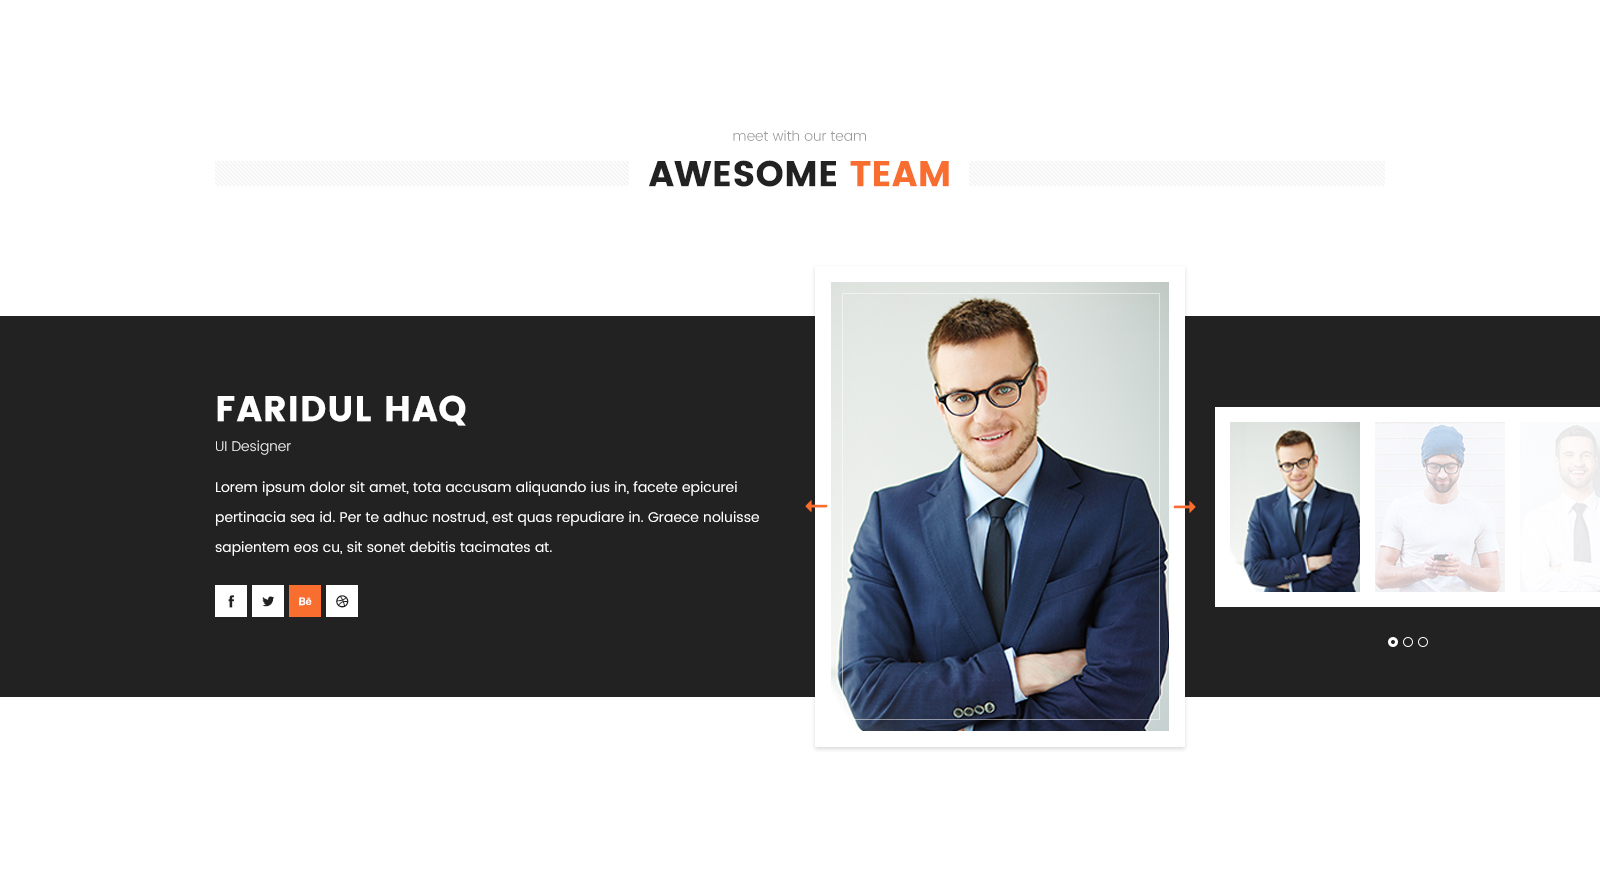 meet with our team
AWESOME TEAM
FARIDUL HAQ
UI Designer
Lorem ipsum dolor sit amet, tota accusam aliquando ius in, facete epicurei
pertinacia sea id. Per te adhuc nostrud, est quas repudiare in. Graece noluisse
sapientem eos cu, sit sonet debitis tacimates at.
f Bē